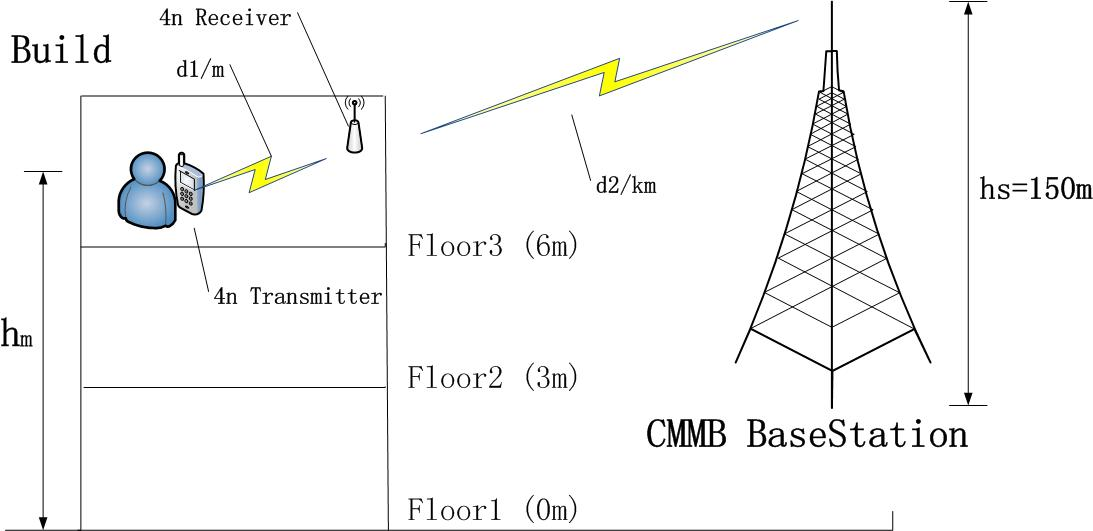 4n Receiver
Build
d1/m
d2/km
hs=150m
Floor3 (6m)
4n Transmitter
hm
Floor2 (3m)
CMMB BaseStation
Floor1 (0m)